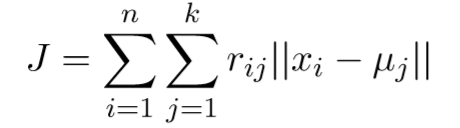 J = \sum_{i=1}^{n} \sum_{j=1}^{k} r_{ij} ||x_i - \mu_j||